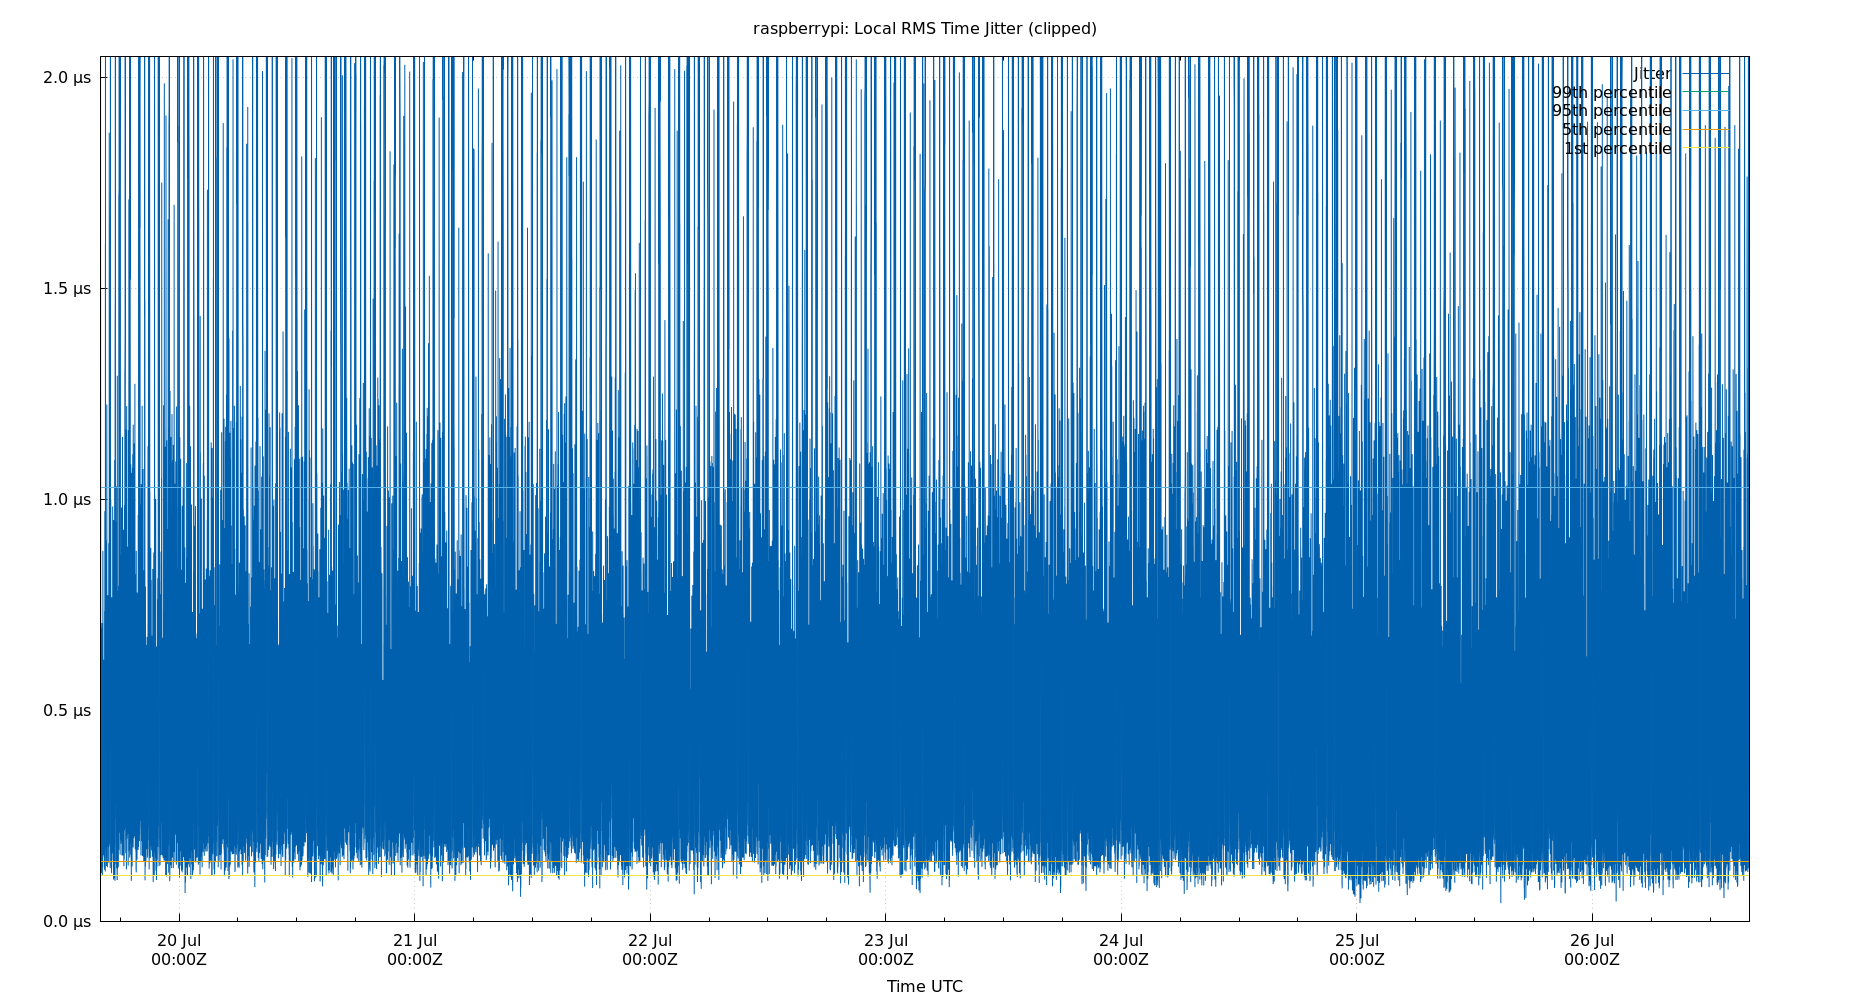 raspberrypi: Local RMS Time Jitter (clipped)
2.0 µs
1.5 µs
1.0 µs
0.5 µs
0.0 µs
Jitter
99th percentile
95th percentile
5th percentile
1st percentile
20 Jul
00:00Z
21 Jul
00:00Z
22 Jul
00:00Z
23 Jul
00:00Z
24 Jul
00:00Z
25 Jul
00:00Z
26 Jul
00:00Z
Time UTC